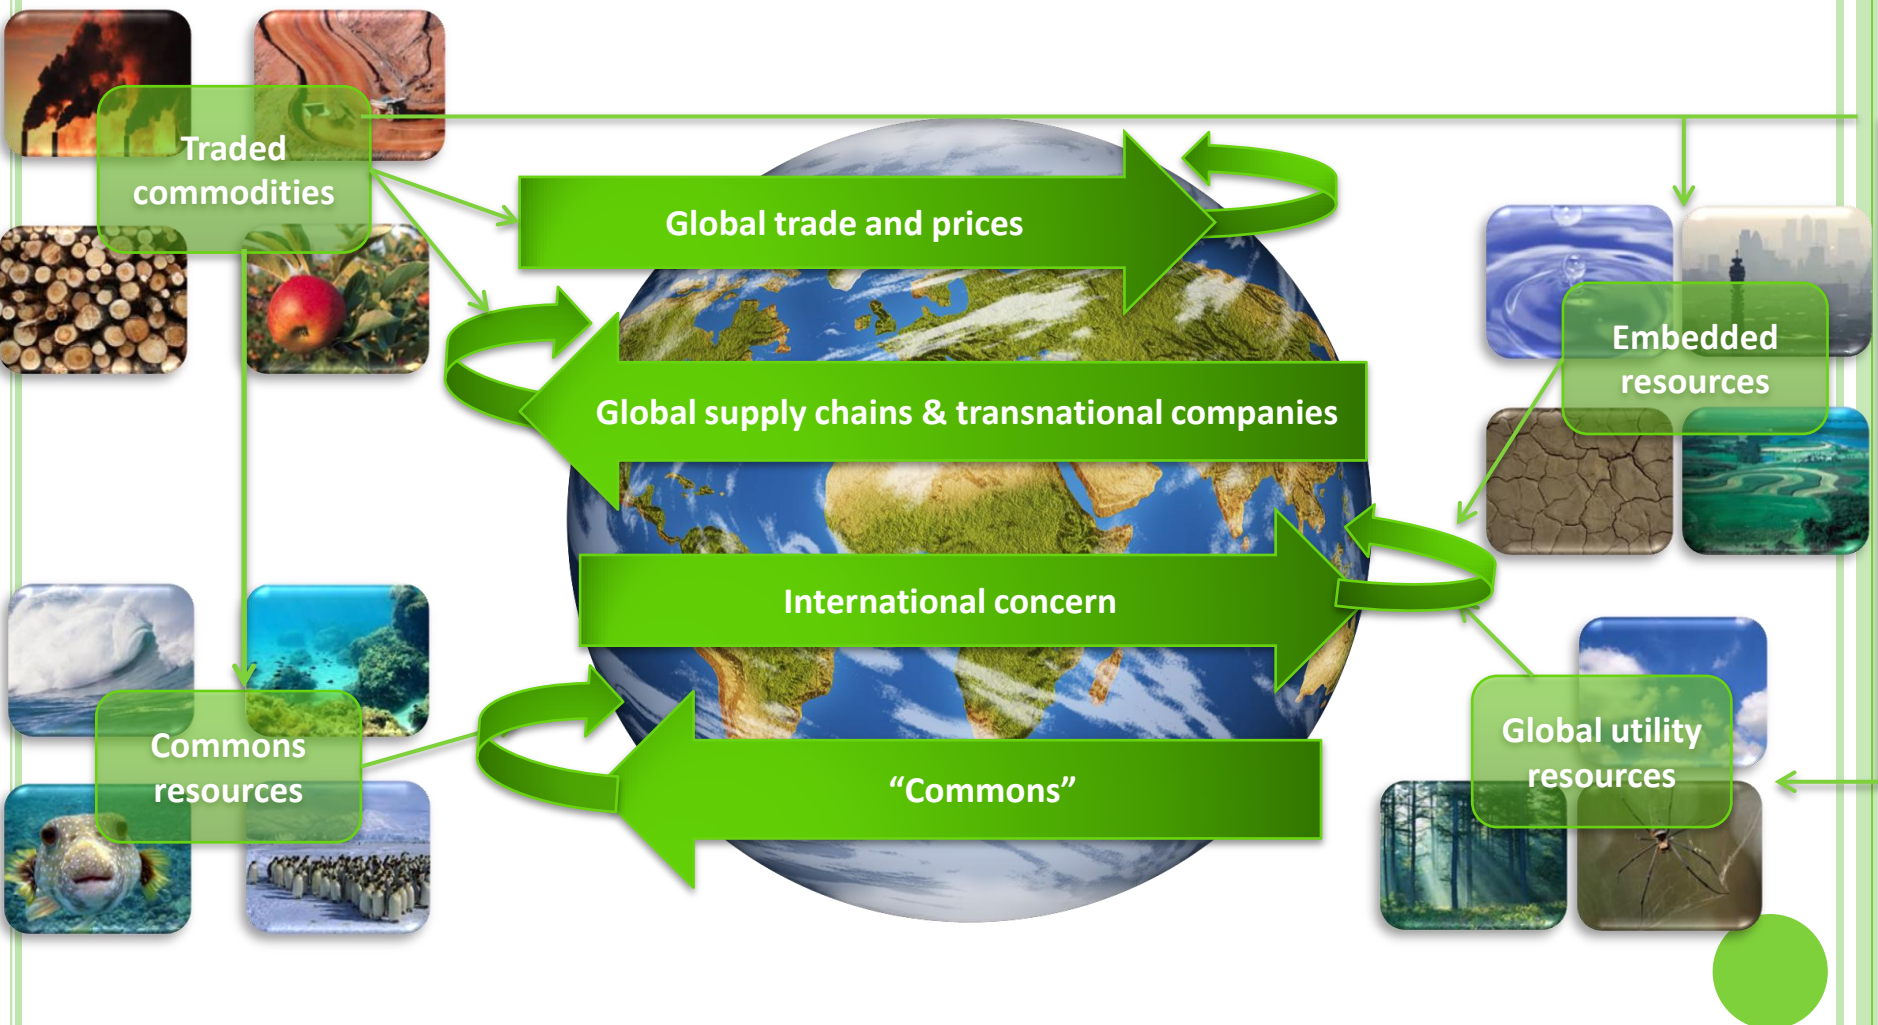 Traded
commodities
Global trade and prices
Embedded
resources
Global supply chains & transnational companies
International concern
Commons
resources
Global utility
resources
“Commons”